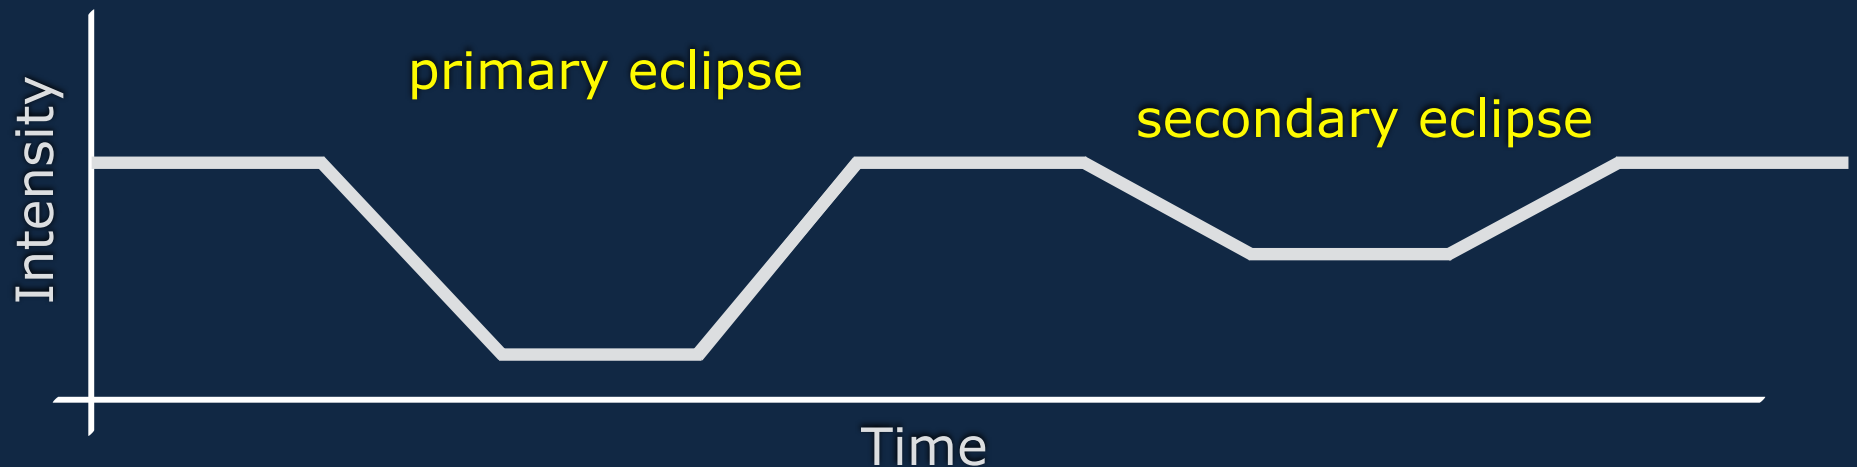 primary eclipse
secondary eclipse
Intensity
Time